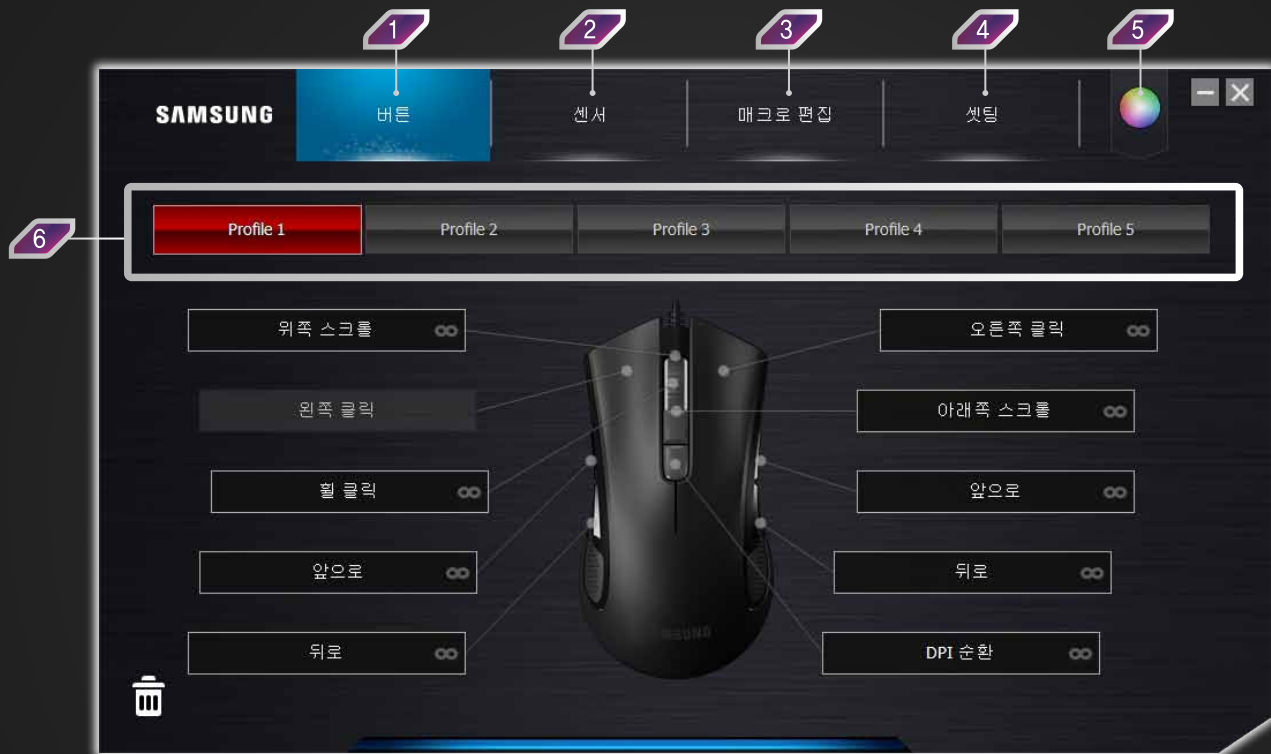 1
2
3
4
5
SAMSUNG
버튼
센서
매크로 편집
셋팅
6
Profile 1
Profile 2
Profile 3
Profile 4
Profile 5
위쪽 스크롤
오른쪽 클릭
왼쪽 클릭
아래쪽 스크롤
휠 클릭
앞으로
앞으로
뒤로
뒤로
DPI 순환
SAMSUNG